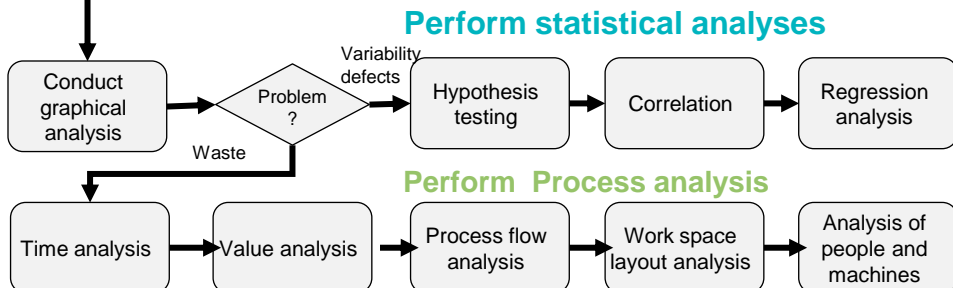 Perform statistical analyses
Conduct
graphical
analysis
Problem
?
Variability
defects
Hypothesis
testing
Correlation
Regression
analysis
Waste
Perform Process analysis
Time analysis
Value analysis
Process flow
analysis
Work space
layout analysis
Analysis of
people and
machines